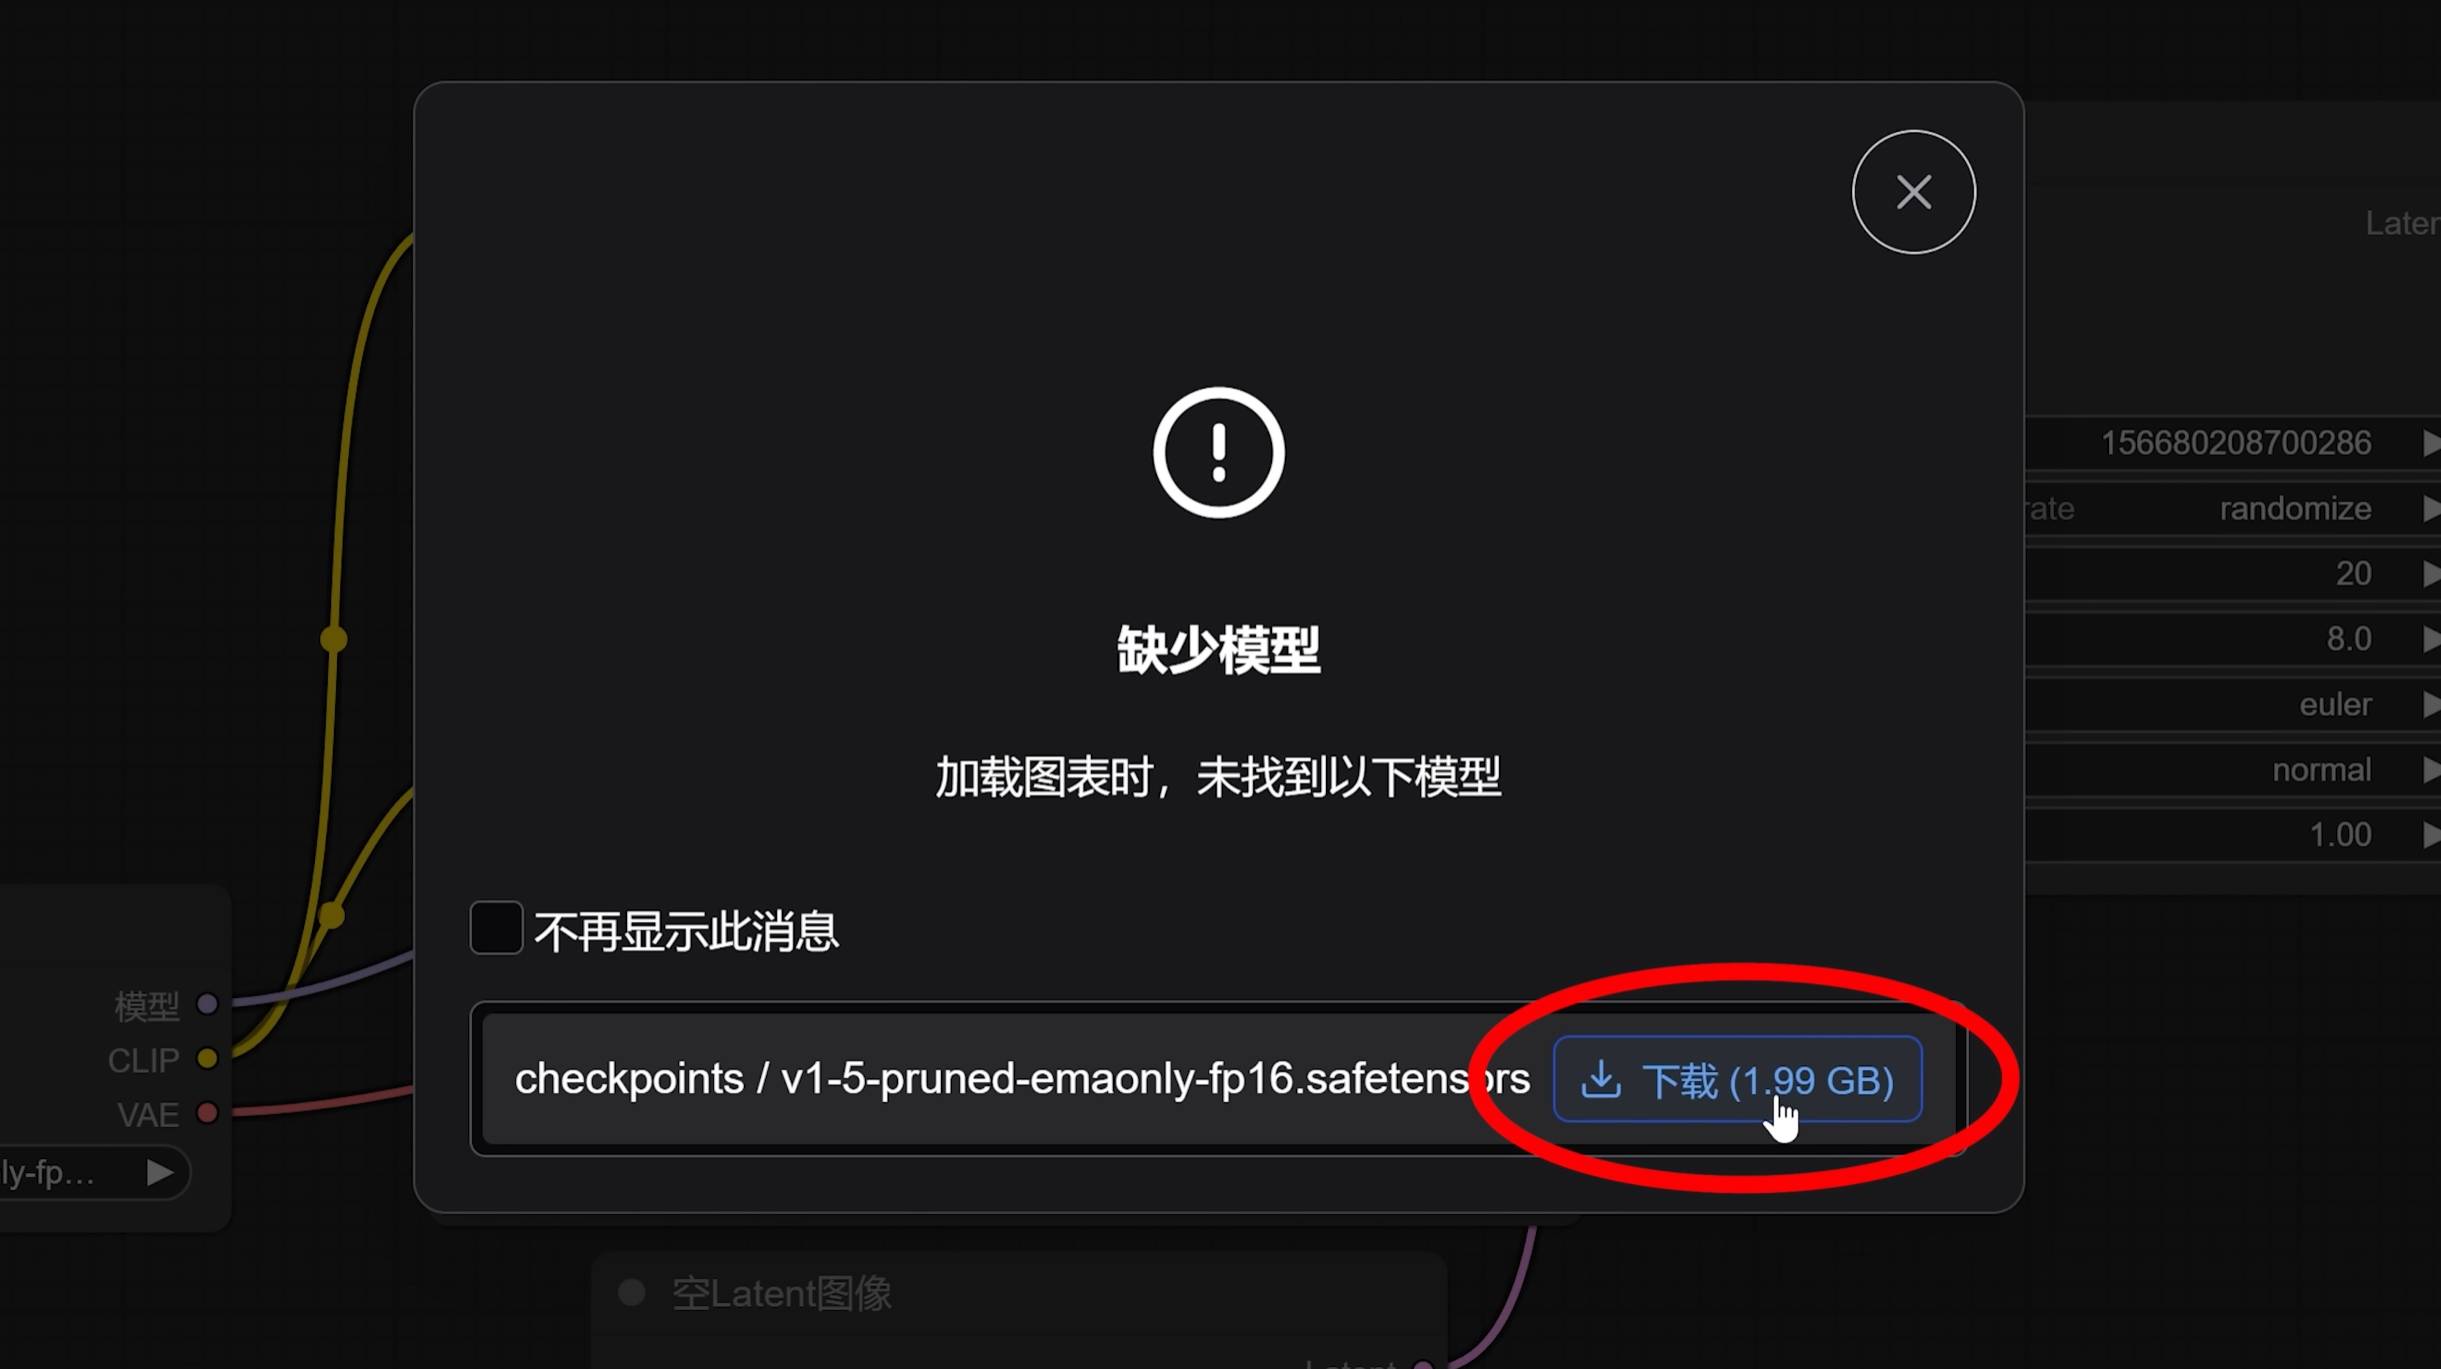 Laten
156680208700286
rate randomize
20
8.0
euler
normal
1.00
缺少模型
加载图表时，未找到以下模型
不再显示此消息
checkpoints / v1-5-pruned-emaonly-fp16.safetensors 下载 (1.99 GB)
模型
CLIP
VAE
ly-fp...
空Latent图像
Latent